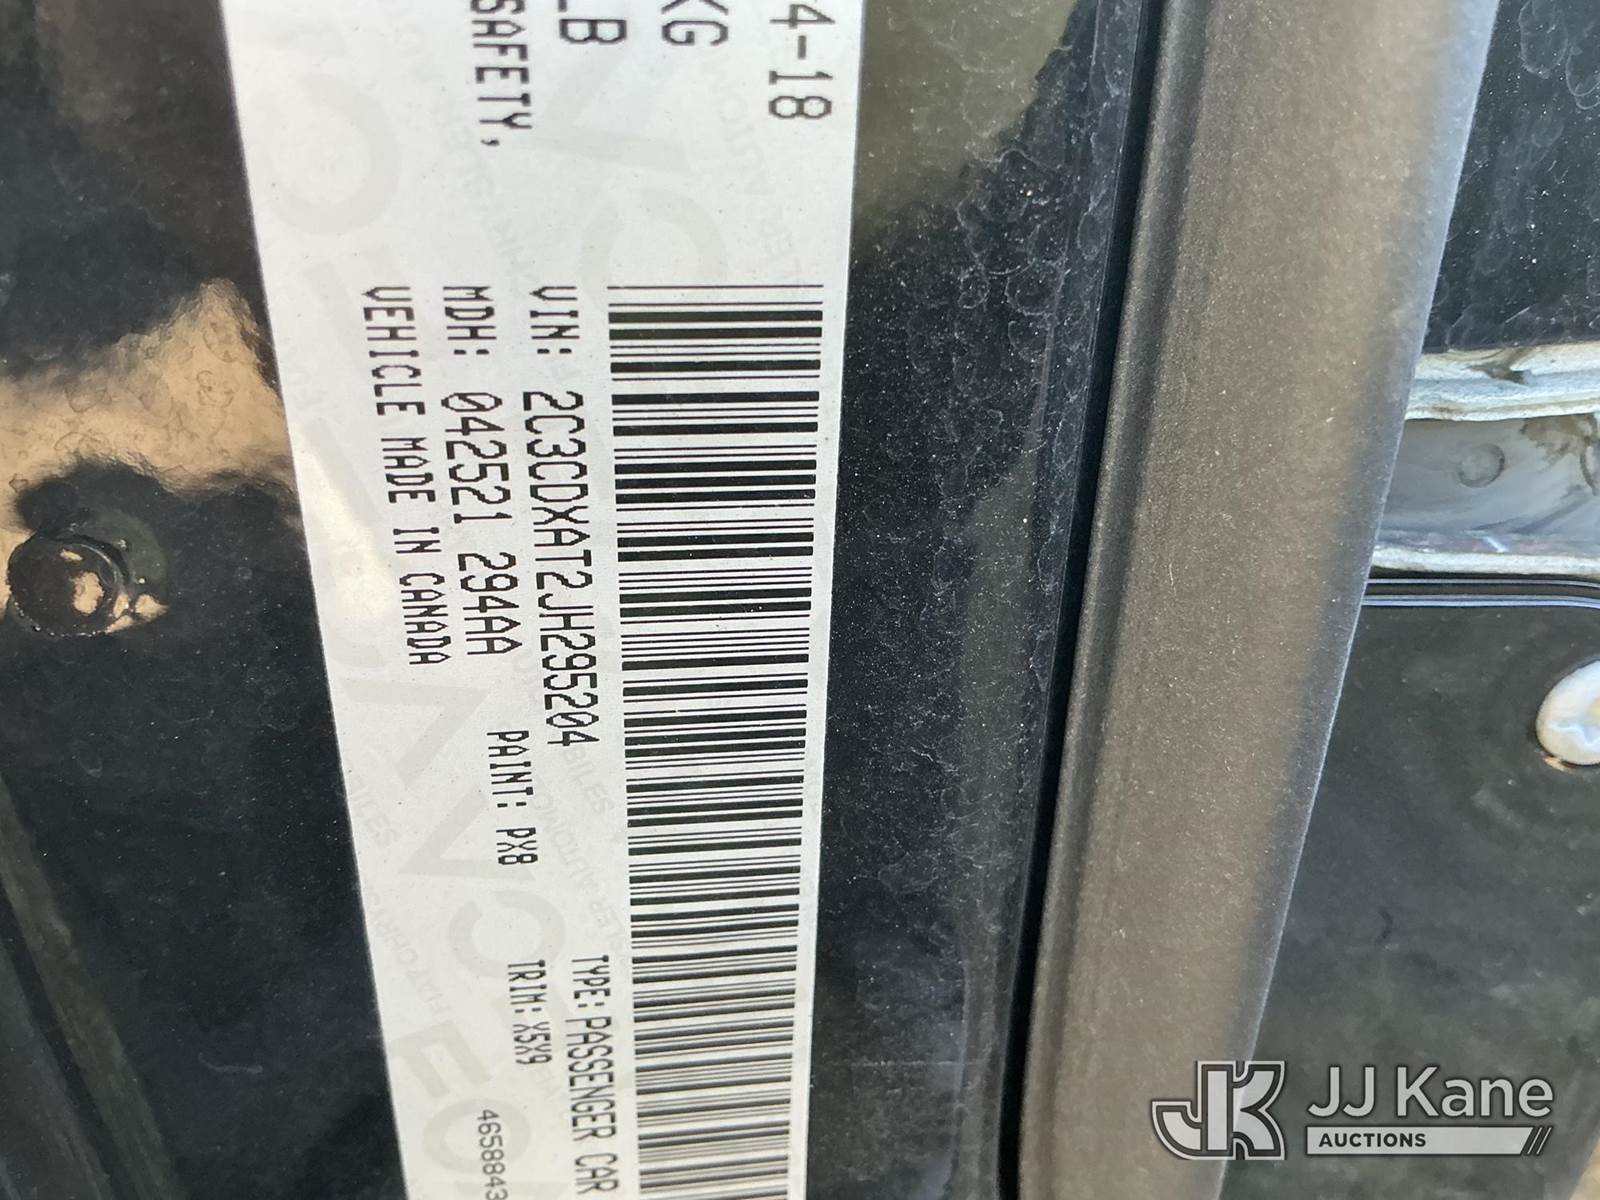 4-18
KG
LB
SAFETY,
VIN: 2C3CDXAT2JH295204
TYPE: PASSENGER CAR
MDH: 042521 294AA
PAINT: PX8
TRIM: X5X9
VEHICLE MADE IN CANADA
46588843
JJ Kane
AUCTIONS